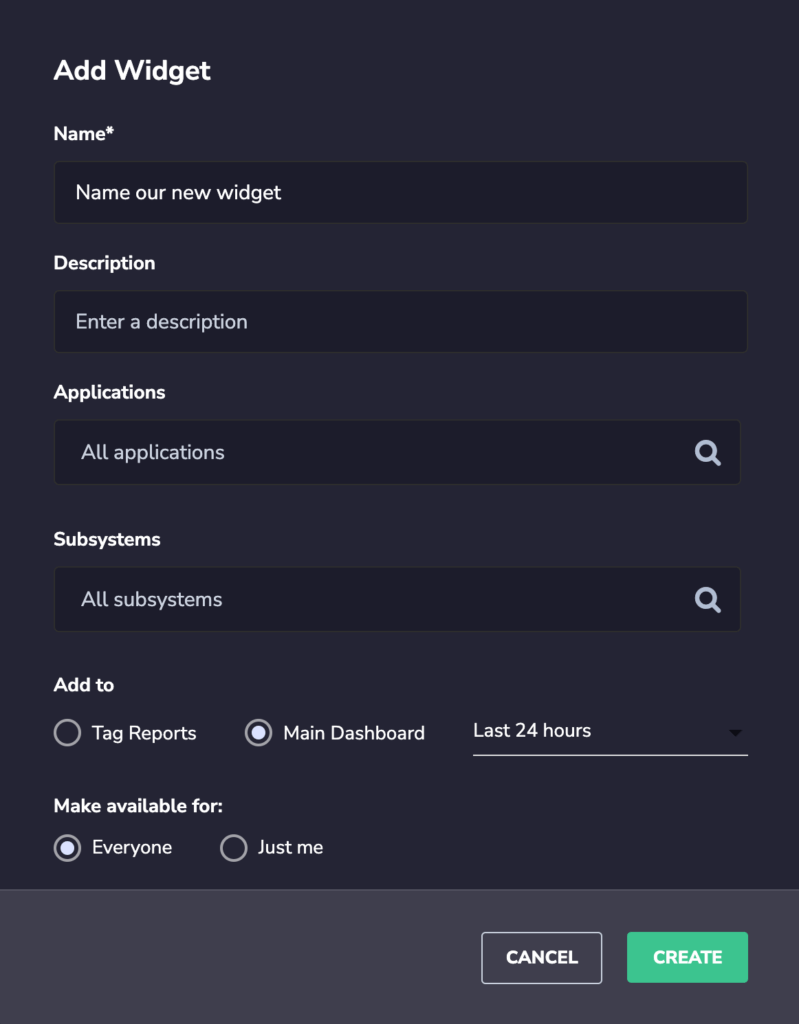 Add Widget
Name*
Name our new widget
Description
Enter a description
Applications
All applications
Subsystems
All subsystems
Add to
Tag Reports Main Dashboard Last 24 hours
Make available for:
Everyone Just me
CANCEL CREATE